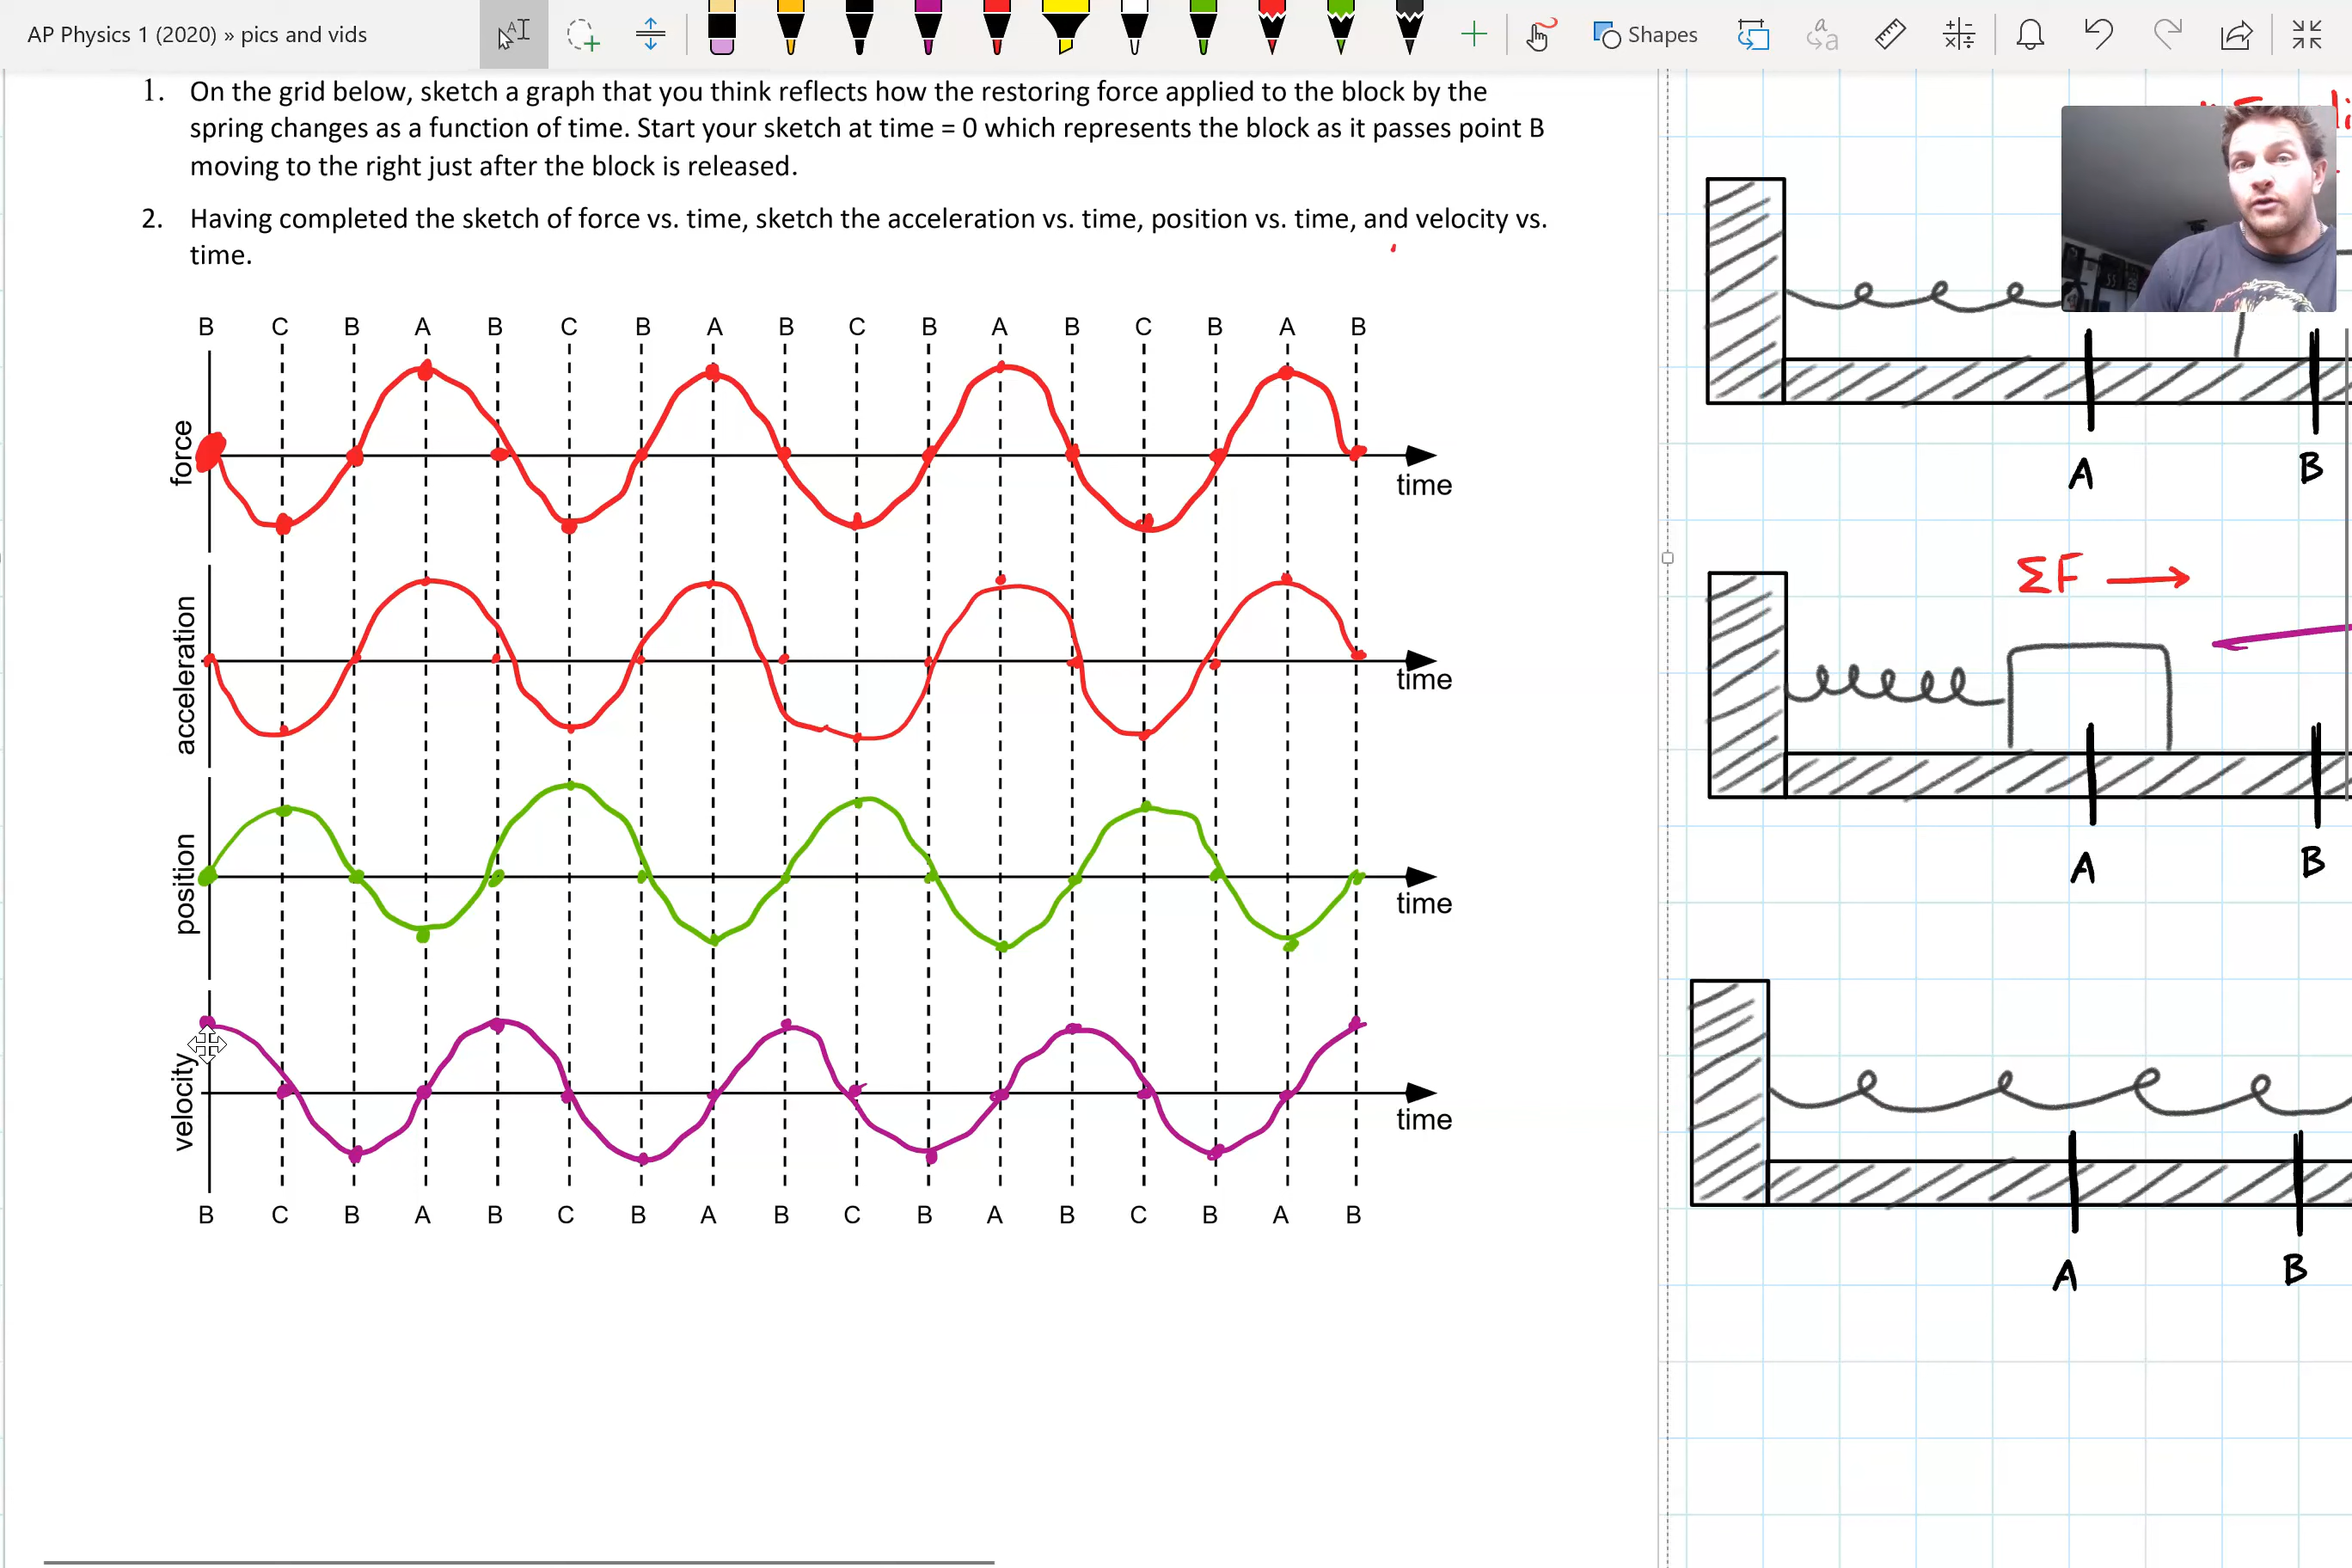 AP Physics 1 (2020) » pics and vids
Shapes
1. On the grid below, sketch a graph that you think reflects how the restoring force applied to the block by the
spring changes as a function of time. Start your sketch at time = 0 which represents the block as it passes point B
moving to the right just after the block is released.
2. Having completed the sketch of force vs. time, sketch the acceleration vs. time, position vs. time, and velocity vs.
time.
B C B A B C B A B C B A B C B A B
force
time
acceleration
time
position
time
velocity
time
B C B A B C B A B C B A B C B A B
A B
ΣF →
A B
A B